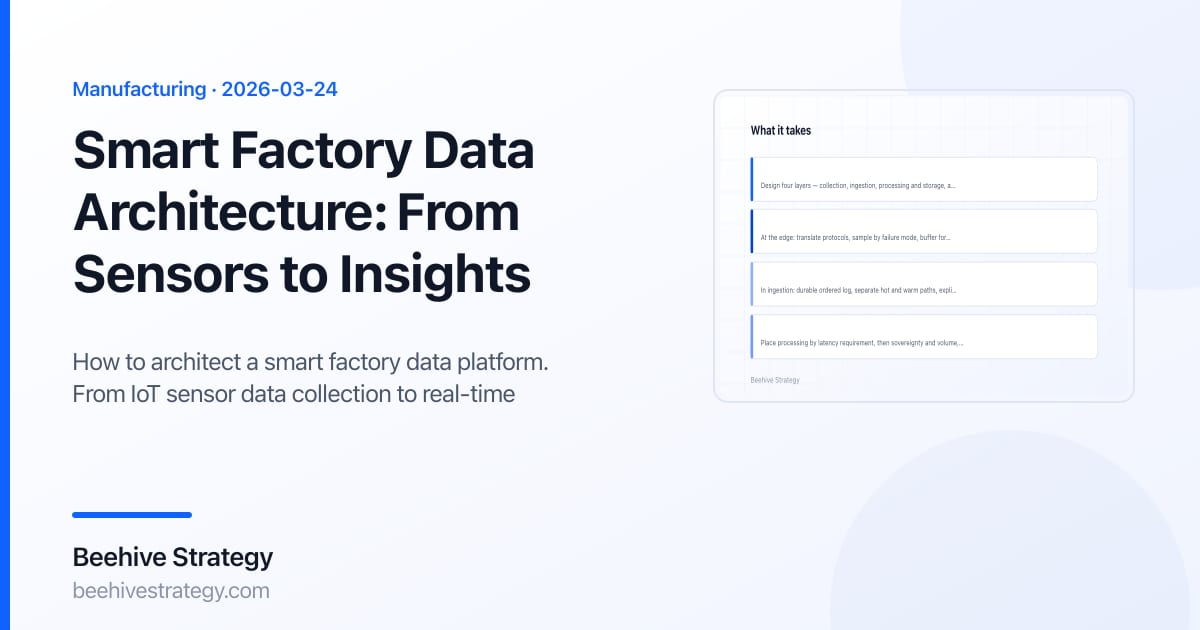 Manufacturing · 2026-03-24
Smart Factory Data
Architecture: From
Sensors to Insights
How to architect a smart factory data platform.
From IoT sensor data collection to real-time
Beehive Strategy
beehivestrategy.com
What it takes
Design four layers — collection, ingestion, processing and storage, a...
At the edge: translate protocols, sample by failure mode, buffer for...
In ingestion: durable ordered log, separate hot and warm paths, expli...
Place processing by latency requirement, then sovereignty and volume,...
Beehive Strategy